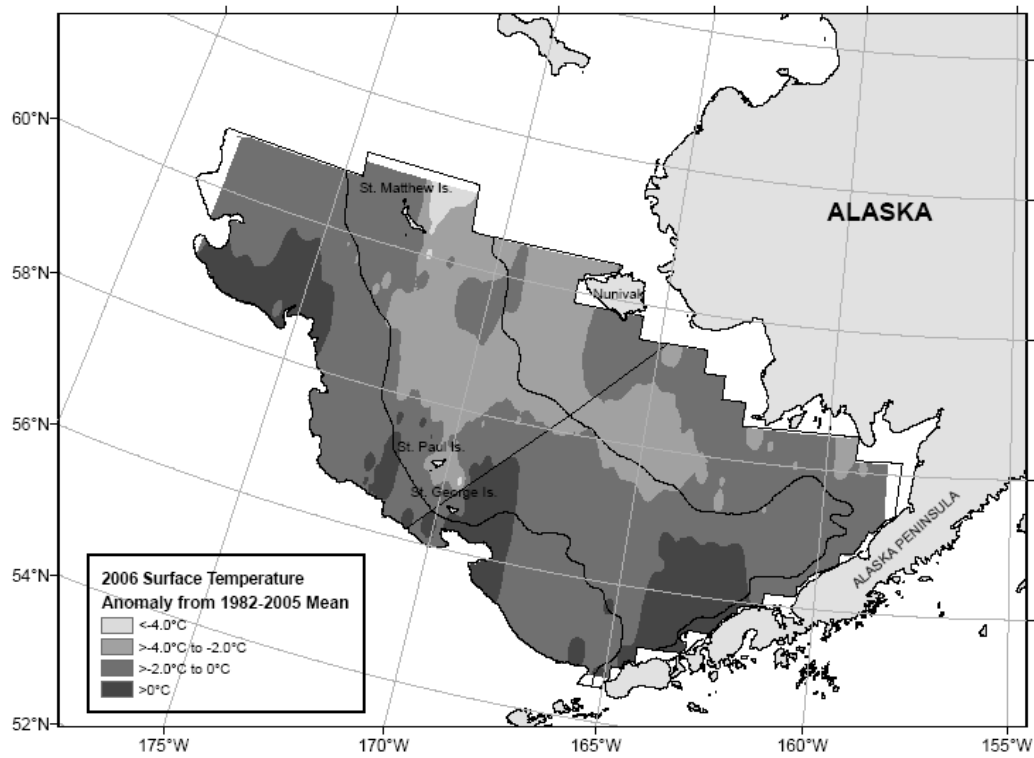 60°N
58°N
56°N
54°N
52°N
St. Matthew Is.
ALASKA
Nunivak
St. Paul Is.
St. George Is.
ALASKA PENINSULA
2006 Surface Temperature
Anomaly from 1982-2005 Mean
<-4.0°C
>-4.0°C to -2.0°C
>-2.0°C to 0°C
>0°C
175°W
170°W
165°W
160°W
155°W